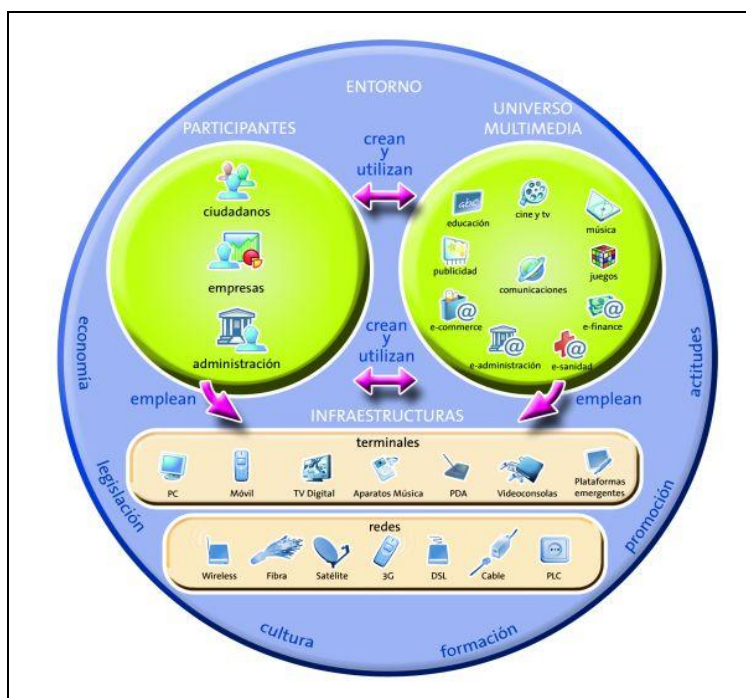 ENTORNO
PARTICIPANTES
UNIVERSO
MULTIMEDIA
crean
y
utilizan
ciudadanos
empresas
administración
educación
cine y tv
música
publicidad
comunicaciones
juegos
e-commerce
e-finance
e-administración
e-sanidad
crean
y
utilizan
emplean
emplean
INFRAESTRUCTURAS
terminales
PC
Móvil
TV Digital
Aparatos Música
PDA
Videoconsolas
Plataformas
emergentes
redes
Wireless
Fibra
Satélite
3G
DSL
Cable
PLC
economía
legislación
cultura
formación
promoción
actitudes
abc
@
@
@
@